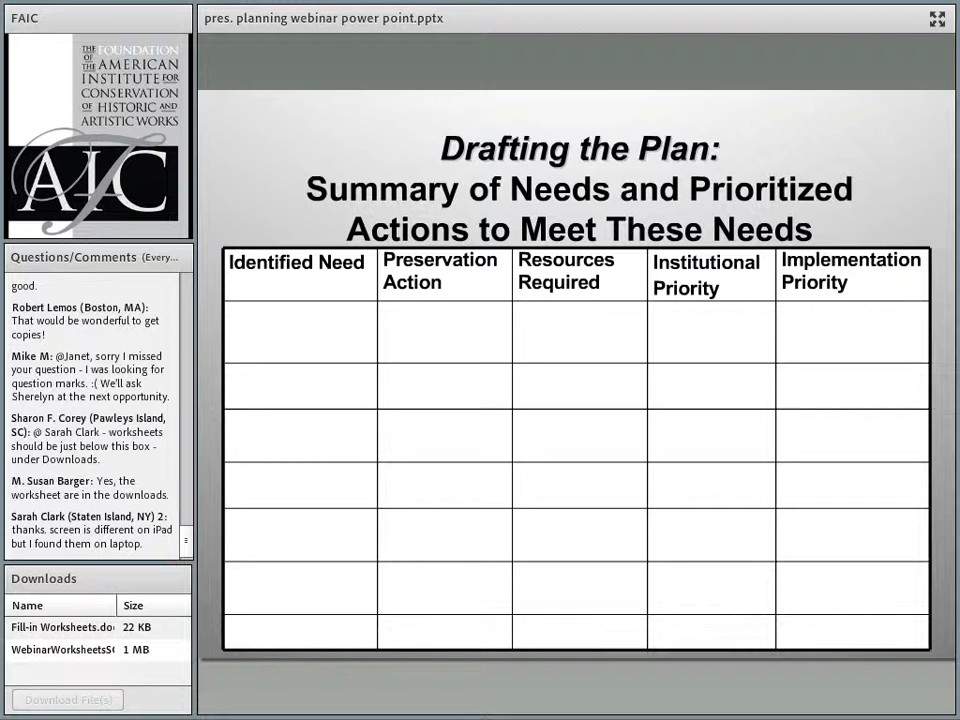 FAIC
THE FOUNDATION
OF THE AMERICAN
INSTITUTE FOR
CONSERVATION
OF HISTORIC AND
ARTISTIC WORKS
AIC
Questions/Comments (Every...
good.
Robert Lemos (Boston, MA):
That would be wonderful to get
copies!
Mike M: @Janet, sorry I missed
your question - I was looking for
question marks. :( We'll ask
Sherelyn at the next opportunity.
Sharon F. Corey (Pawleys Island,
SC): @ Sarah Clark - worksheets
should be just below this box -
under Downloads.
M. Susan Barger: Yes, the
worksheet are in the downloads.
Sarah Clark (Staten Island, NY) 2:
thanks. screen is different on iPad
but I found them on laptop.
Downloads
Name Size
Fill-in Worksheets.do 22 KB
WebinarWorksheetsS 1 MB
Download File(s)
pres. planning webinar power point.pptx
Drafting the Plan:
Summary of Needs and Prioritized
Actions to Meet These Needs
Identified Need
Preservation
Action
Resources
Required
Institutional
Priority
Implementation
Priority